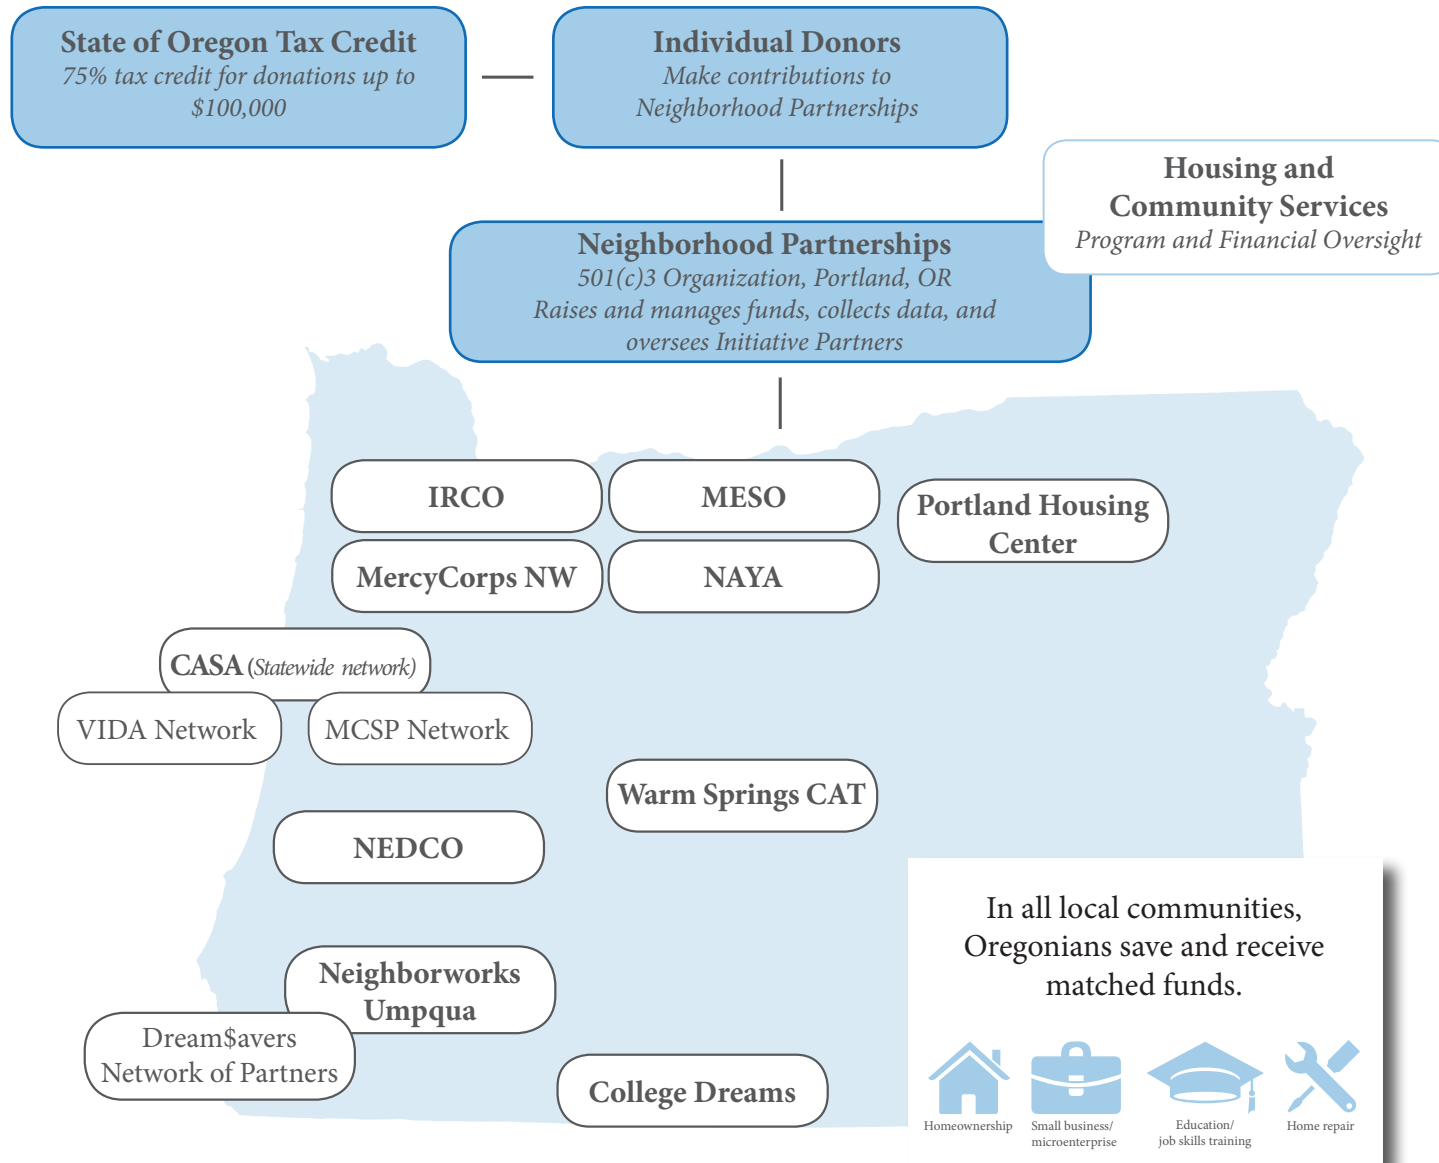 State of Oregon Tax Credit
75% tax credit for donations up to
$100,000
Individual Donors
Make contributions to
Neighborhood Partnerships
Housing and
Community Services
Program and Financial Oversight
Neighborhood Partnerships
501(c)3 Organization, Portland, OR
Raises and manages funds, collects data, and
oversees Initiative Partners
IRCO
MESO
Portland Housing
Center
MercyCorps NW
NAYA
CASA (Statewide network)
VIDA Network
MCSP Network
Warm Springs CAT
NEDCO
Neighborworks
Umpqua
Dream$avers
Network of Partners
College Dreams
In all local communities,
Oregonians save and receive
matched funds.
Homeownership
Small business/
microenterprise
Education/
job skills training
Home repair